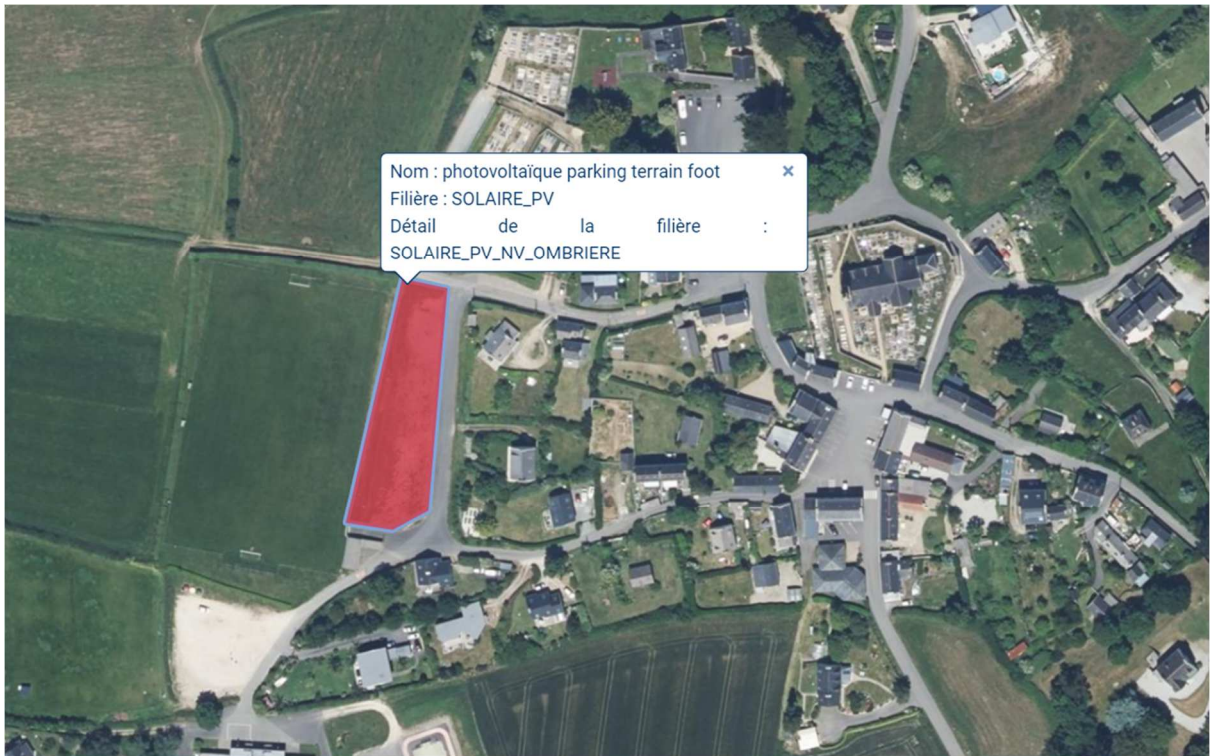 Nom : photovoltaïque parking terrain foot ×
Filière : SOLAIRE_PV
Détail de la filière :
SOLAIRE_PV_NV_OMBRIERE